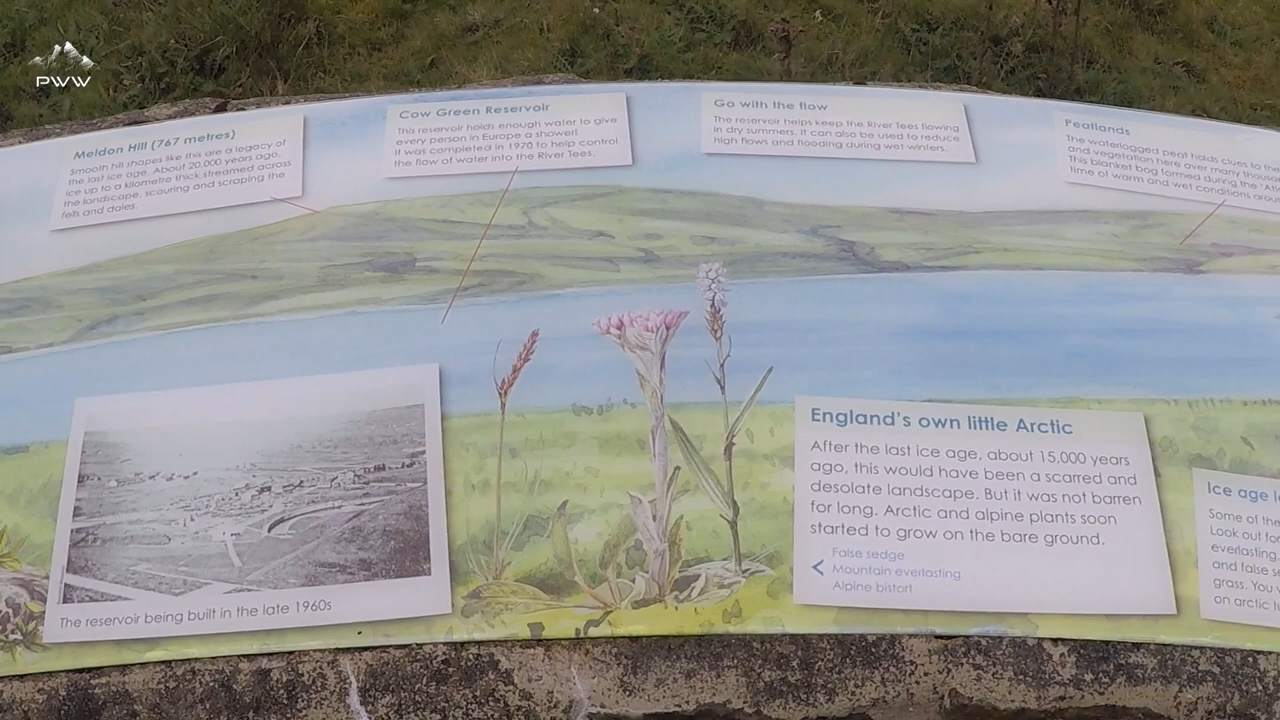 PWW
Meldon Hill (767 metres)
Smooth hill shapes like this are a legacy of
the last ice age. About 20,000 years ago,
ice up to a kilometre thick streamed across
the landscape, scouring and scraping the
fells and dales.
Cow Green Reservoir
This reservoir holds enough water to give
every person in Europe a shower!
It was completed in 1970 to help control
the flow of water into the River Tees.
Go with the flow
The reservoir helps keep the River Tees flowing
in dry summers. It can also be used to reduce
high flows and flooding during wet winters.
Peatlands
The waterlogged peat holds clues to the
and vegetation here over many
This blanket bog formed during the
time of warm and wet conditions
The reservoir being built in the late 1960s
England's own little Arctic
After the last ice age, about 15,000 years
ago, this would have been a scarred and
desolate landscape. But it was not barren
for long. Arctic and alpine plants soon
started to grow on the bare ground.
< False sedge
Mountain everlasting
Alpine bistort
Ice age
Some of the
Look out for
everlasting
and false
grass. You
an arctic